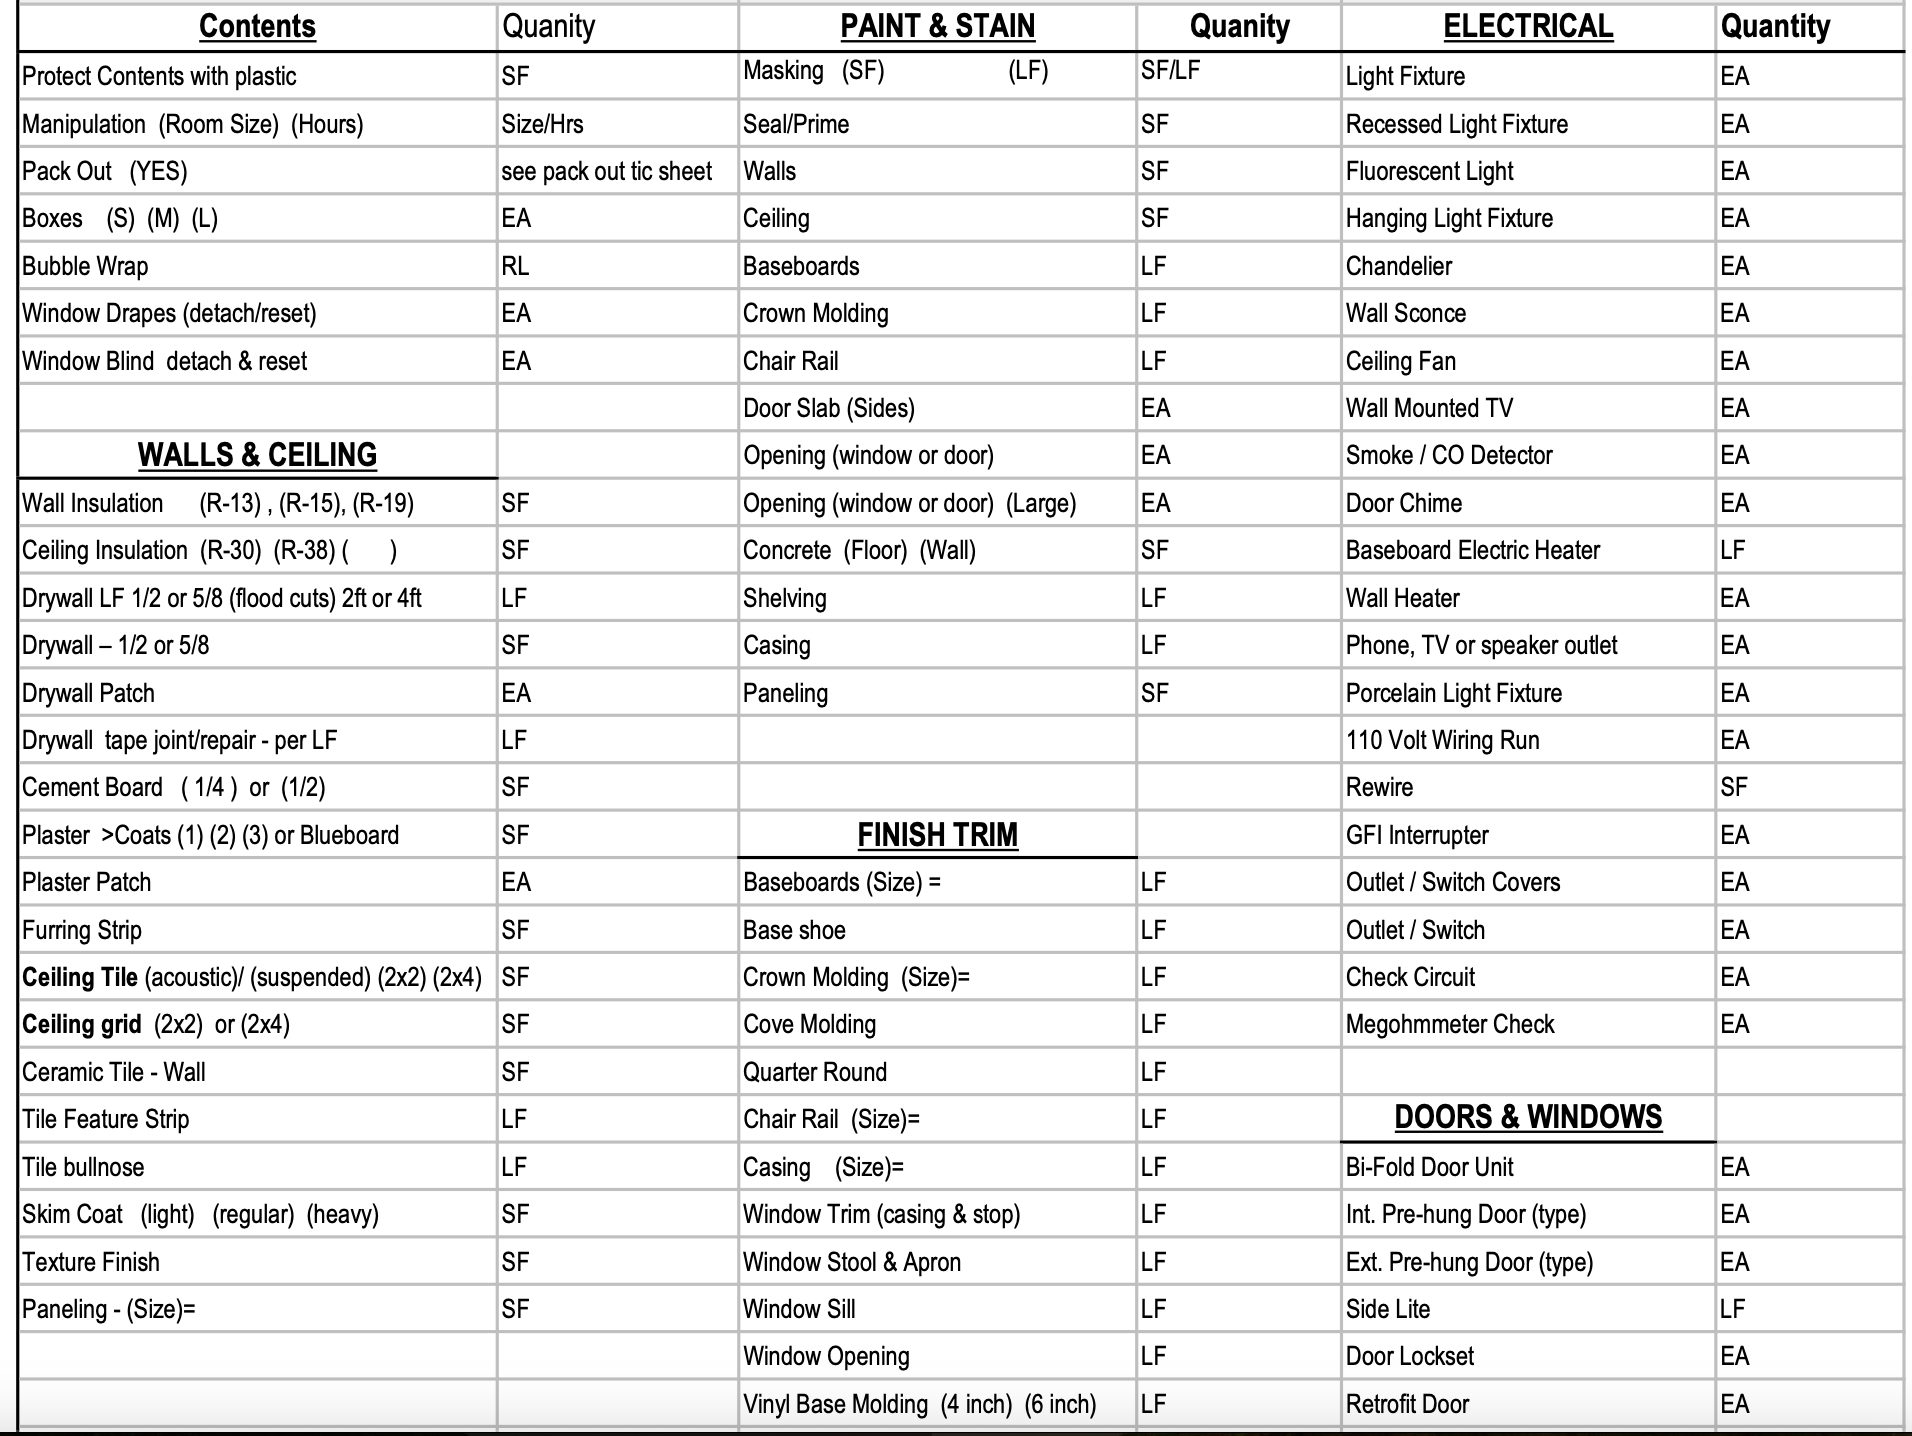 Contents Quanity PAINT & STAIN Quanity ELECTRICAL Quantity
Protect Contents with plastic SF Masking (SF) (LF) SF/LF Light Fixture EA
Manipulation (Room Size) (Hours) Size/Hrs Seal/Prime SF Recessed Light Fixture EA
Pack Out (YES) see pack out tic sheet Walls SF Fluorescent Light EA
Boxes (S) (M) (L) EA Ceiling SF Hanging Light Fixture EA
Bubble Wrap RL Baseboards LF Chandelier EA
Window Drapes (detach/reset) EA Crown Molding LF Wall Sconce EA
Window Blind detach & reset EA Chair Rail LF Ceiling Fan EA
Door Slab (Sides) EA Wall Mounted TV EA
WALLS & CEILING Opening (window or door) EA Smoke / CO Detector EA
Wall Insulation (R-13) , (R-15), (R-19) SF Opening (window or door) (Large) EA Door Chime EA
Ceiling Insulation (R-30) (R-38) ( ) SF Concrete (Floor) (Wall) SF Baseboard Electric Heater LF
Drywall LF 1/2 or 5/8 (flood cuts) 2ft or 4ft LF Shelving LF Wall Heater EA
Drywall – 1/2 or 5/8 SF Casing LF Phone, TV or speaker outlet EA
Drywall Patch EA Paneling SF Porcelain Light Fixture EA
Drywall tape joint/repair - per LF LF 110 Volt Wiring Run EA
Cement Board ( 1/4 ) or (1/2) SF Rewire SF
Plaster >Coats (1) (2) (3) or Blueboard SF FINISH TRIM GFI Interrupter EA
Plaster Patch EA Baseboards (Size) = LF Outlet / Switch Covers EA
Furring Strip SF Base shoe LF Outlet / Switch EA
Ceiling Tile (acoustic)/ (suspended) (2x2) (2x4) SF Crown Molding (Size)= LF Check Circuit EA
Ceiling grid (2x2) or (2x4) SF Cove Molding LF Megohmmeter Check EA
Ceramic Tile - Wall SF Quarter Round LF
Tile Feature Strip LF Chair Rail (Size)= LF DOORS & WINDOWS
Tile bullnose LF Casing (Size)= LF Bi-Fold Door Unit EA
Skim Coat (light) (regular) (heavy) SF Window Trim (casing & stop) LF Int. Pre-hung Door (type) EA
Texture Finish SF Window Stool & Apron LF Ext. Pre-hung Door (type) EA
Paneling - (Size)= SF Window Sill LF Side Lite LF
Window Opening LF Door Lockset EA
Vinyl Base Molding (4 inch) (6 inch) LF Retrofit Door EA